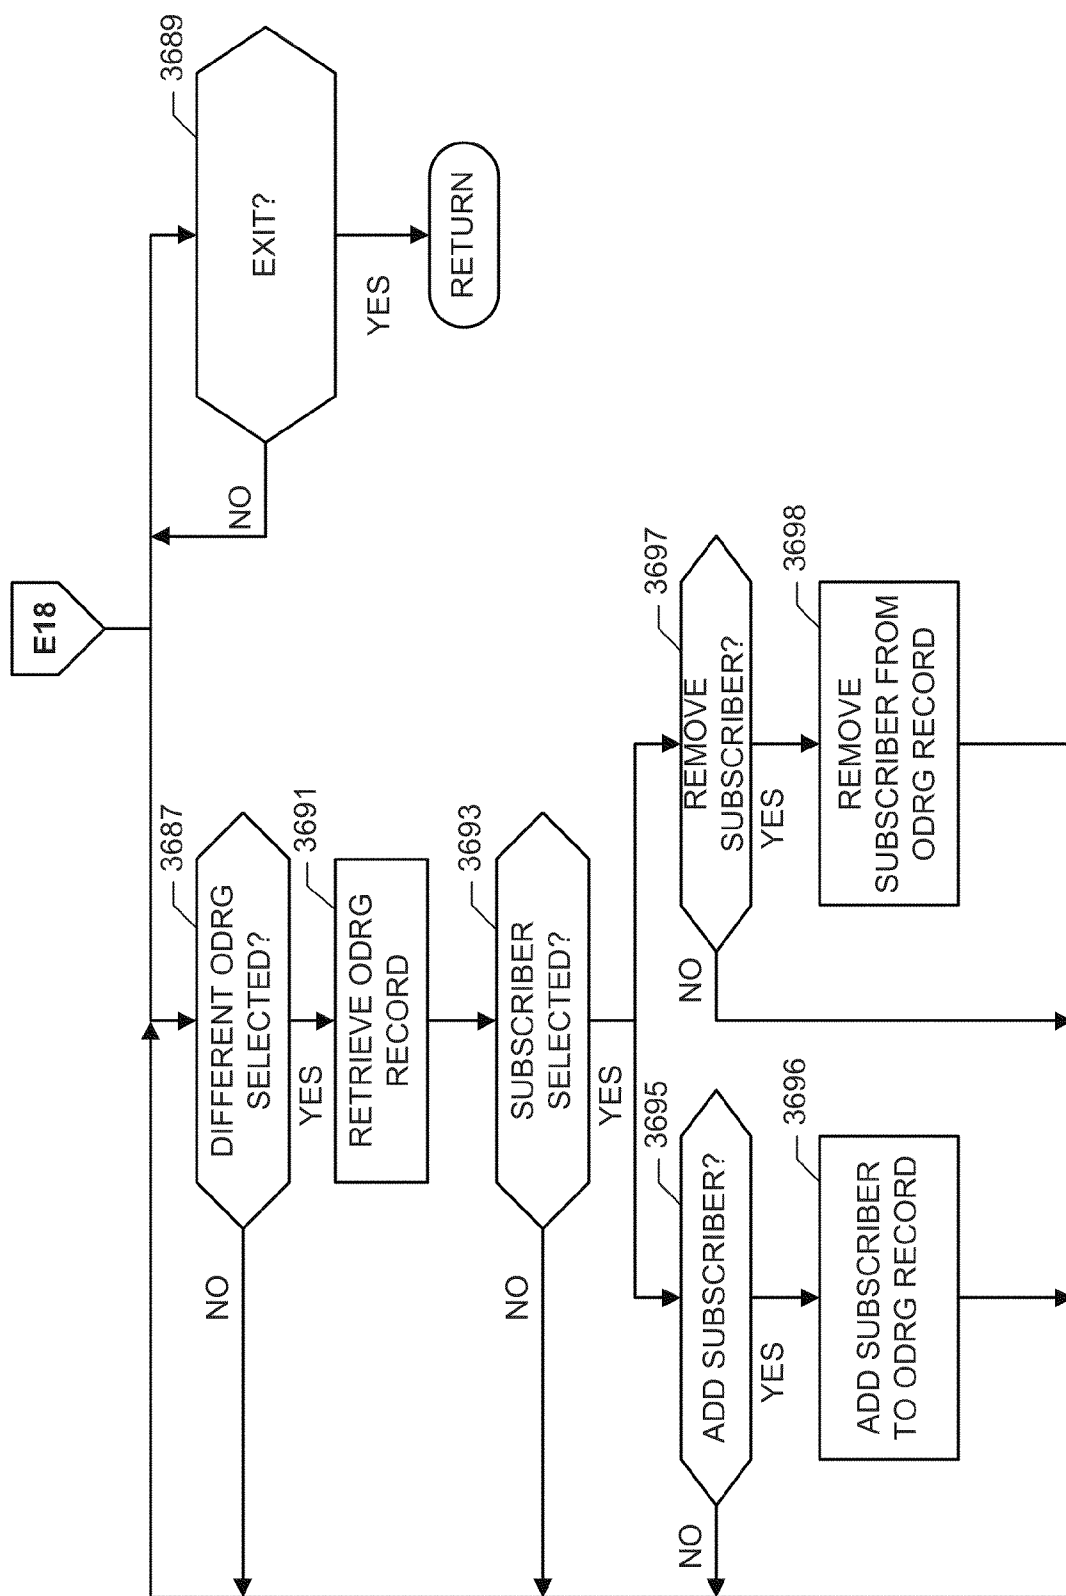 E18
3687
DIFFERENT ODRG
SELECTED?
NO
YES
3691
RETRIEVE ODRG
RECORD
3693
SUBSCRIBER
SELECTED?
NO
YES
3695
ADD SUBSCRIBER?
NO
YES
3696
ADD SUBSCRIBER
TO ODRG RECORD
3697
REMOVE
SUBSCRIBER?
NO
YES
3698
REMOVE
SUBSCRIBER FROM
ODRG RECORD
3689
EXIT?
NO
YES
RETURN